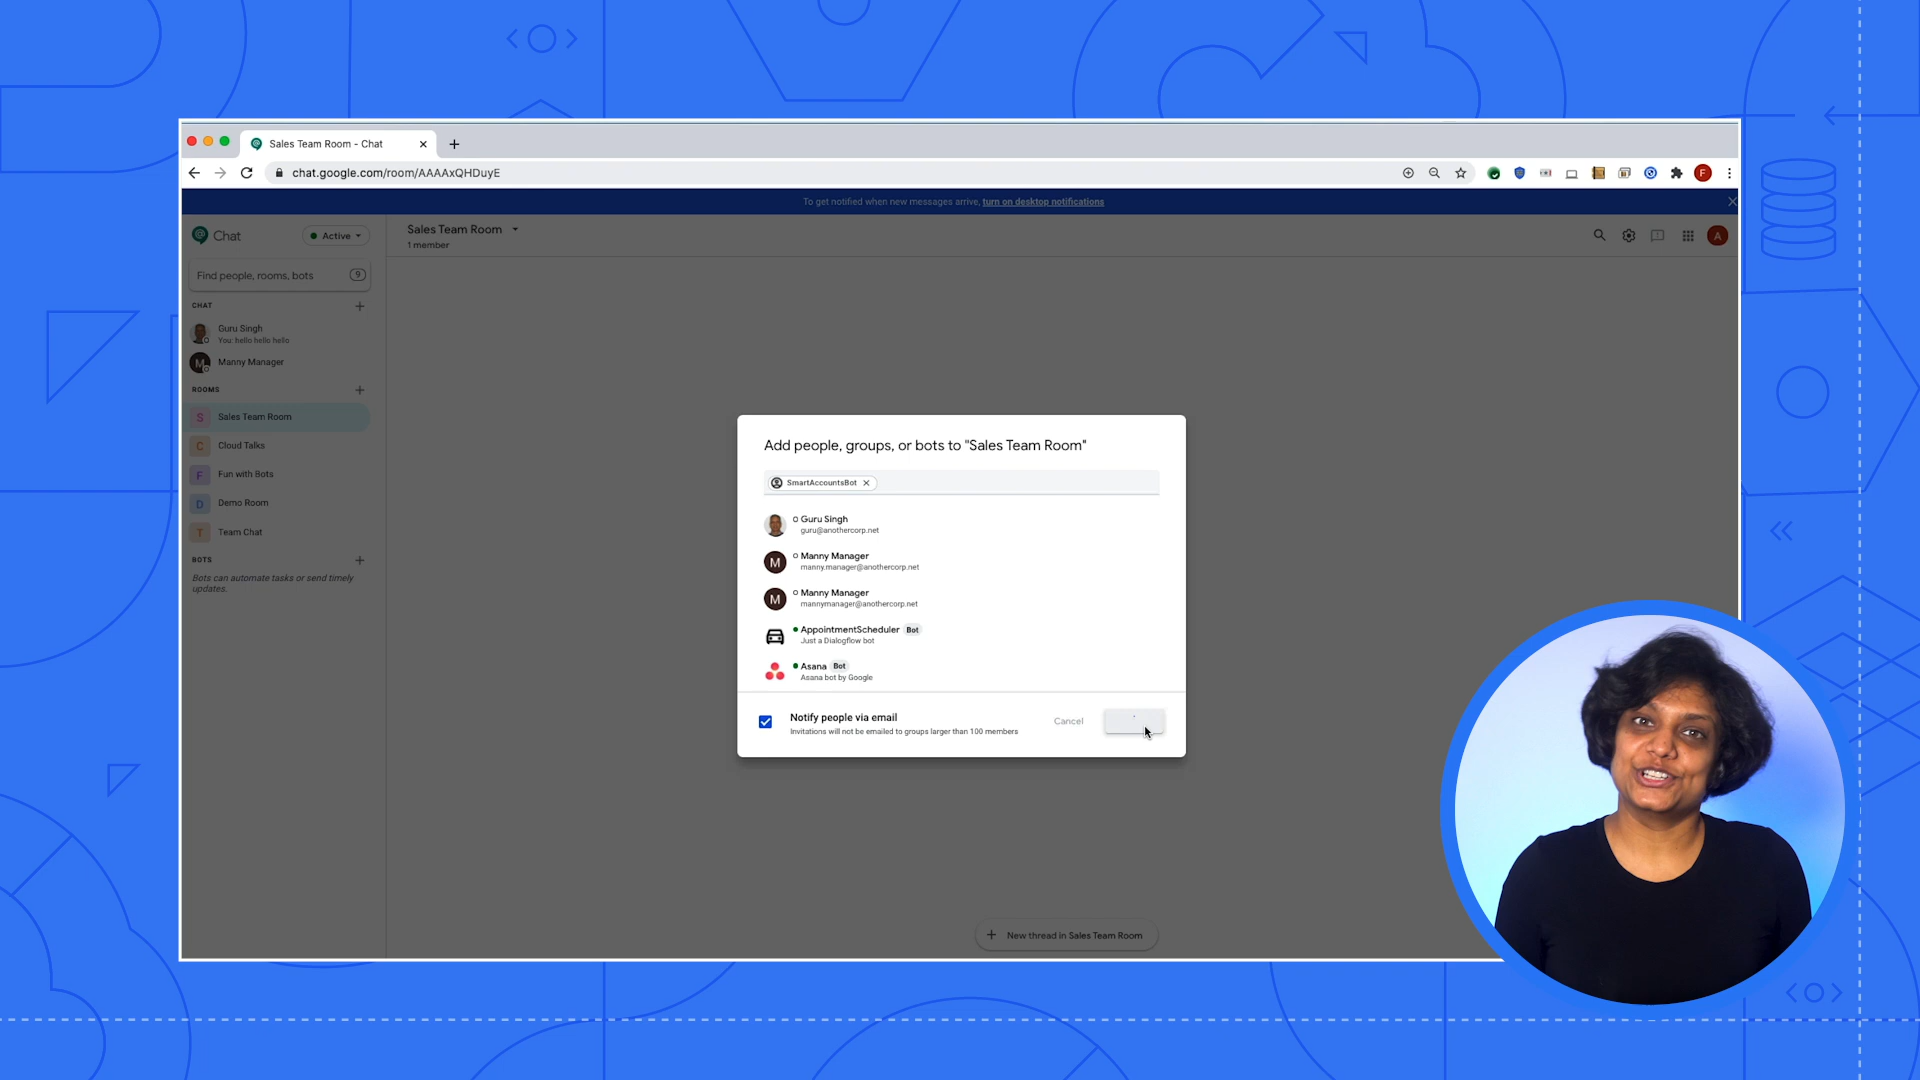 Sales Team Room - Chat
chat.google.com/room/AAAAxQHDuyE
F
To get notified when new messages arrive, turn on desktop notifications
Chat
Active
Sales Team Room
1 member
A
Find people, rooms, bots
9
CHAT
Guru Singh
You: hello hello hello
M
Manny Manager
ROOMS
S Sales Team Room
C Cloud Talks
F Fun with Bots
D Demo Room
T Team Chat
BOTS
Bots can automate tasks or send timely
updates.
Add people, groups, or bots to "Sales Team Room"
SmartAccountsBot
Guru Singh
guru@anothercorp.net
M Manny Manager
manny.manager@anothercorp.net
M Manny Manager
mannymanager@anothercorp.net
AppointmentScheduler Bot
Just a Dialogflow bot
Asana Bot
Asana bot by Google
Notify people via email
Invitations will not be emailed to groups larger than 100 members
Cancel
New thread in Sales Team Room